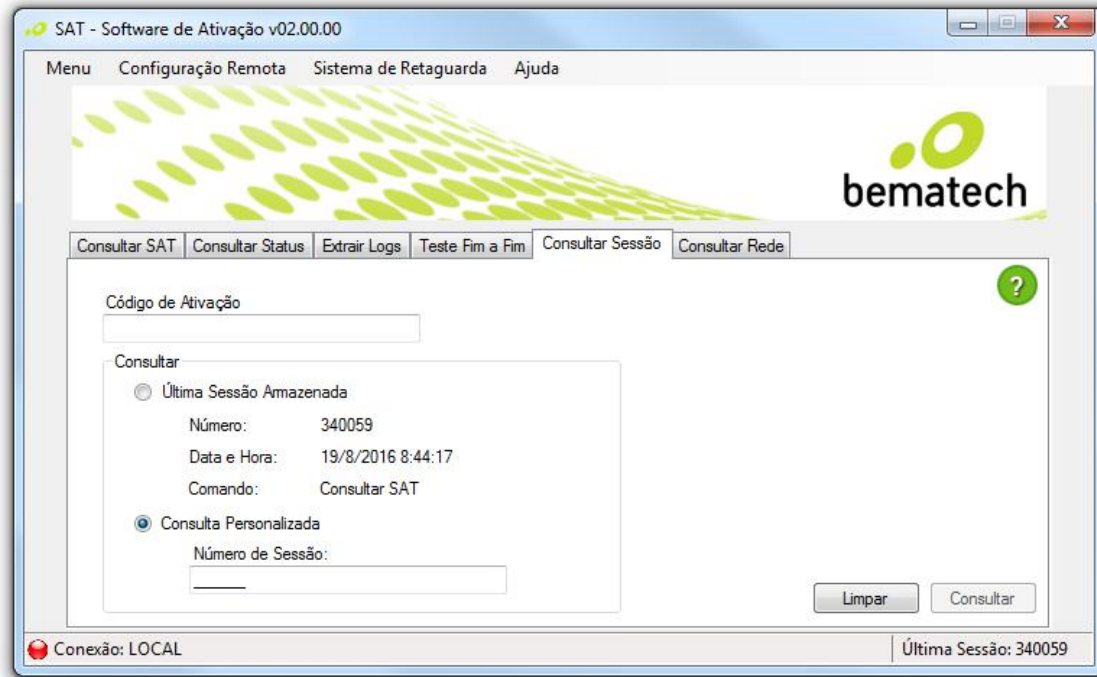 SAT - Software de Ativação v02.00.00
Menu Configuração Remota Sistema de Retaguarda Ajuda
bematech
Consultar SAT Consultar Status Extrair Logs Teste Fim a Fim Consultar Sessão Consultar Rede
?
Código de Ativação
Consultar
Última Sessão Armazenada
Número: 340059
Data e Hora: 19/8/2016 8:44:17
Comando: Consultar SAT
Consulta Personalizada
Número de Sessão:
______
Limpar Consultar
Conexão: LOCAL Última Sessão: 340059